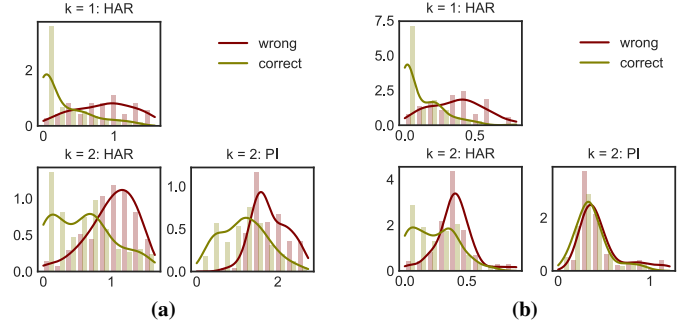 k = 1: HAR
2
0
0 1
wrong
correct
k = 2: HAR
1.0
0.5
0.0
0 1
k = 2: PI
1.0
0.5
0.0
0 2
(a)
k = 1: HAR
7.5
5.0
2.5
0.0
0.0 0.5
wrong
correct
k = 2: HAR
4
2
0
0.0 0.5
k = 2: PI
2
0
0 1
(b)